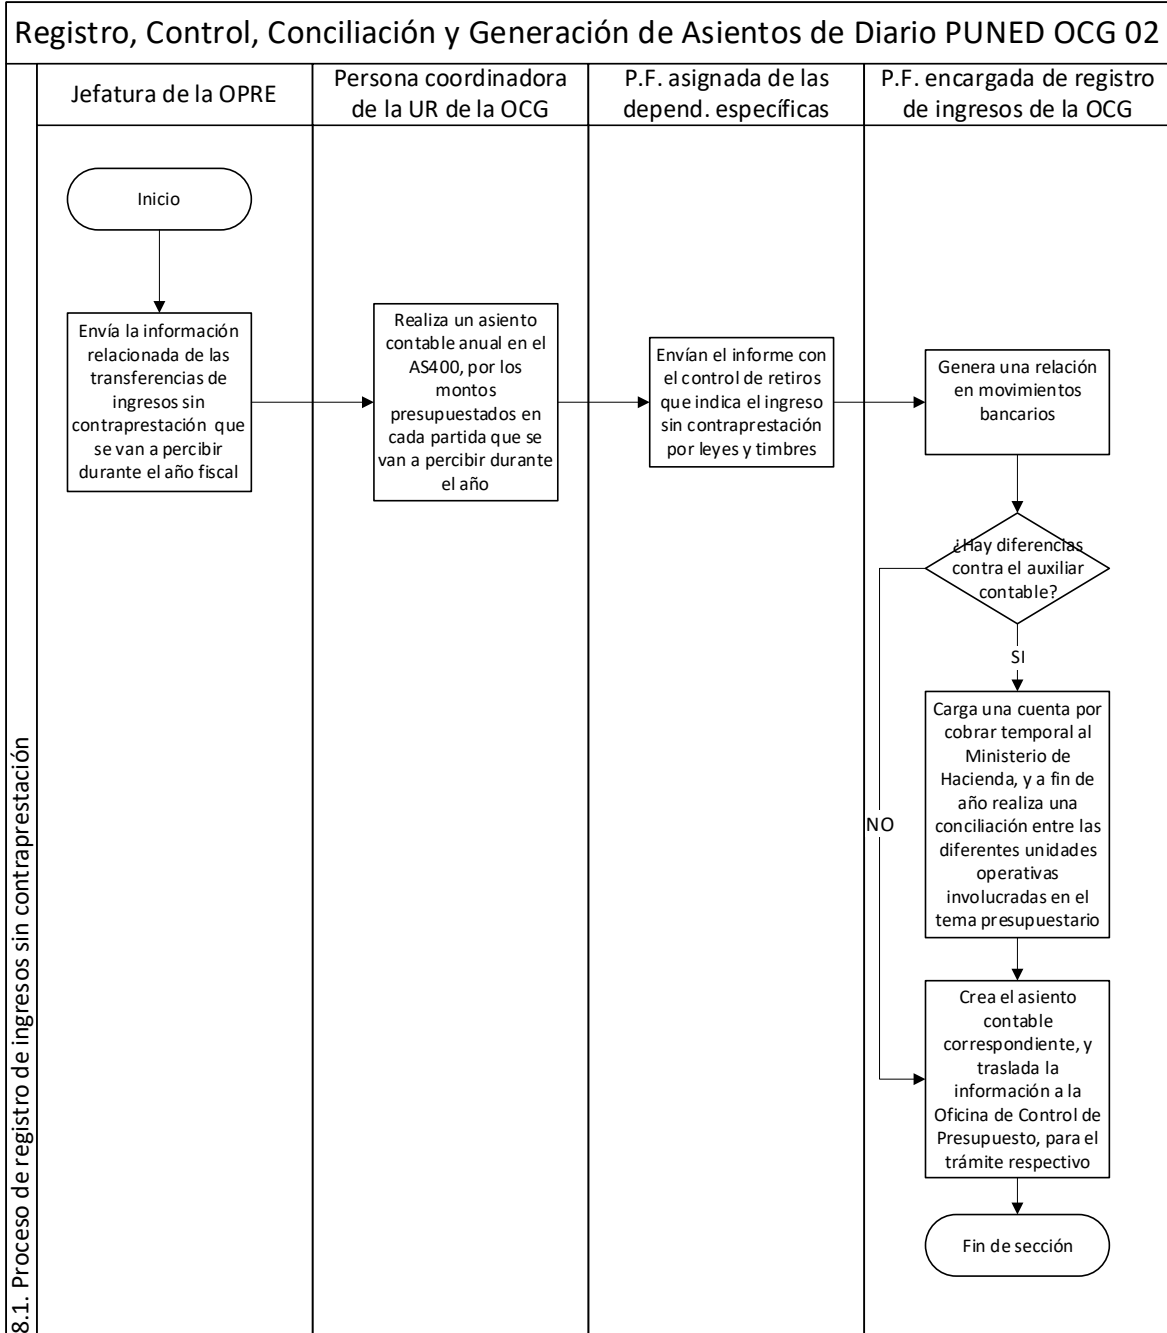 Registro, Control, Conciliación y Generación de Asientos de Diario PUNED OCG 02
Jefatura de la OPRE
Persona coordinadora
de la UR de la OCG
P.F. asignada de las
depend. específicas
P.F. encargada de registro
de ingresos de la OCG
8.1. Proceso de registro de ingresos sin contraprestación
Inicio
Envía la información
relacionada de las
transferencias de
ingresos sin
contraprestación que
se van a percibir
durante el año fiscal
Realiza un asiento
contable anual en el
AS400, por los
montos
presupuestados en
cada partida que se
van a percibir durante
el año
Envían el informe con
el control de retiros
que indica el ingreso
sin contraprestación
por leyes y timbres
Genera una relación
en movimientos
bancarios
¿Hay diferencias
contra el auxiliar
contable?
SI
NO
Carga una cuenta por
cobrar temporal al
Ministerio de
Hacienda, y a fin de
año realiza una
conciliación entre las
diferentes unidades
operativas
involucradas en el
tema presupuestario
Crea el asiento
contable
correspondiente, y
traslada la
información a la
Oficina de Control de
Presupuesto, para el
trámite respectivo
Fin de sección